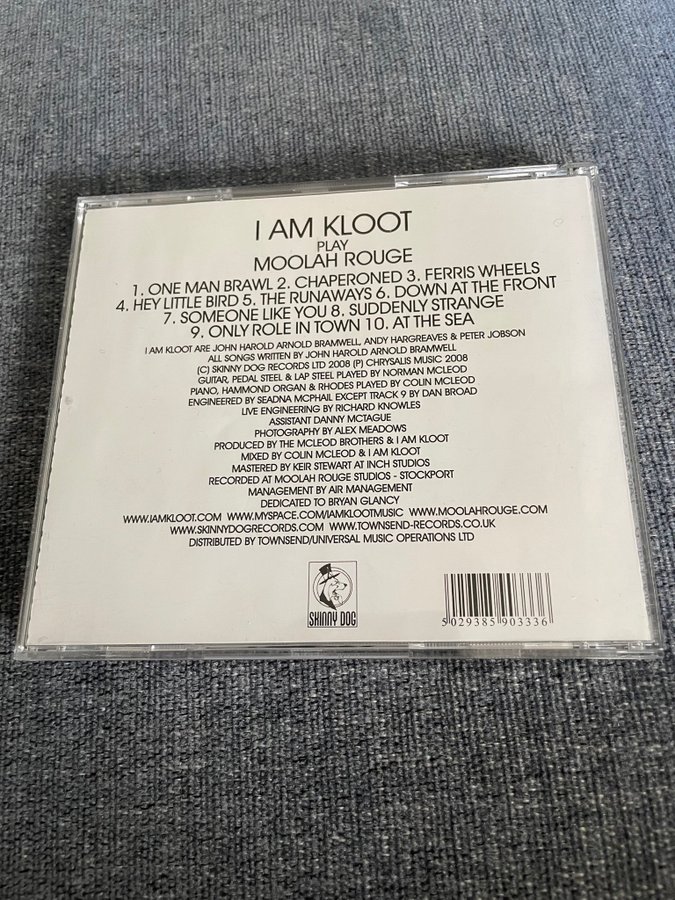 I AM KLOOT
PLAY
MOOLAH ROUGE
1. ONE MAN BRAWL 2. CHAPERONED 3. FERRIS WHEELS
4. HEY LITTLE BIRD 5. THE RUNAWAYS 6. DOWN AT THE FRONT
7. SOMEONE LIKE YOU 8. SUDDENLY STRANGE
9. ONLY ROLE IN TOWN 10. AT THE SEA
I AM KLOOT ARE JOHN HAROLD ARNOLD BRAMWELL, ANDY HARGREAVES & PETER JOBSON
ALL SONGS WRITTEN BY JOHN HAROLD ARNOLD BRAMWELL
(C) SKINNY DOG RECORDS LTD 2008 (P) CHRYSALIS MUSIC 2008
GUITAR, PEDAL STEEL & LAP STEEL PLAYED BY NORMAN MCLEOD
PIANO, HAMMOND ORGAN & RHODES PLAYED BY COLIN MCLEOD
ENGINEERED BY SEADNA MCPHAIL EXCEPT TRACK 9 BY DAN BROAD
LIVE ENGINEERING BY RICHARD KNOWLES
ASSISTANT DANNY MCTAGUE
PHOTOGRAPHY BY ALEX MEADOWS
PRODUCED BY THE MCLEOD BROTHERS & I AM KLOOT
MIXED BY COLIN MCLEOD & I AM KLOOT
MASTERED BY KEIR STEWART AT INCH STUDIOS
RECORDED AT MOOLAH ROUGE STUDIOS - STOCKPORT
MANAGEMENT BY AIR MANAGEMENT
DEDICATED TO BRYAN GLANCY
WWW.IAMKLOOT.COM WWW.MYSPACE.COM/IAMKLOOTMUSIC WWW.MOOLAHROUGE.COM
WWW.SKINNYDOGRECORDS.COM WWW.TOWNSEND-RECORDS.CO.UK
DISTRIBUTED BY TOWNSEND/UNIVERSAL MUSIC OPERATIONS LTD
SKINNY DOG
5 029385 903336